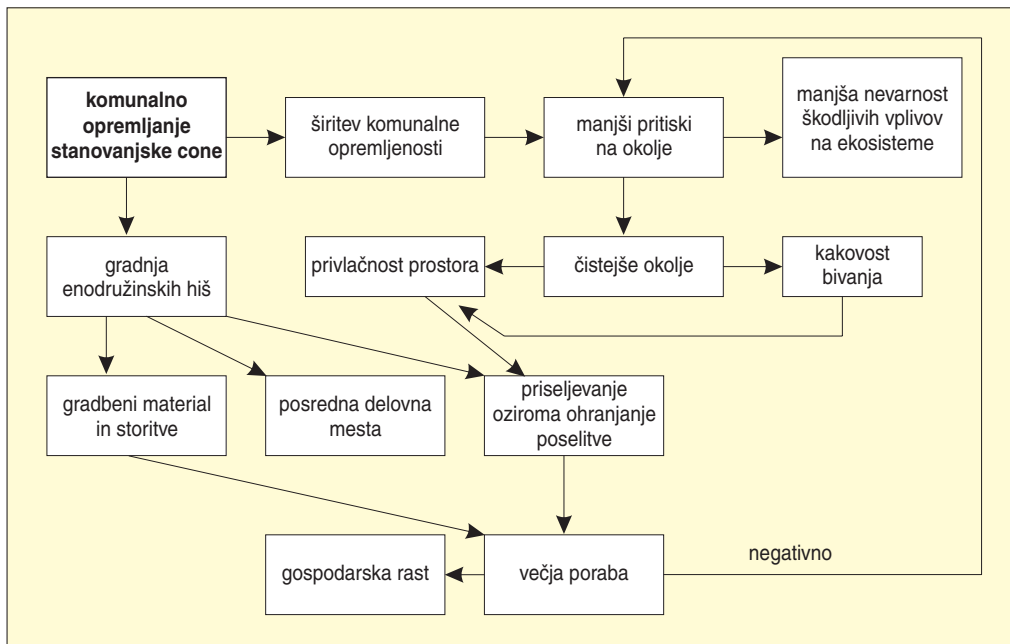 komunalno
opremljanje
stanovanjske cone
širitev komunalne
opremljenosti
manjši pritiski
na okolje
manjša nevarnost
škodljivih vplivov
na ekosisteme
gradnja
enodružinskih hiš
privlačnost prostora
čistejše okolje
kakovost
bivanja
gradbeni material
in storitve
posredna delovna
mesta
priseljevanje
oziroma ohranjanje
poselitve
gospodarska rast
večja poraba
negativno